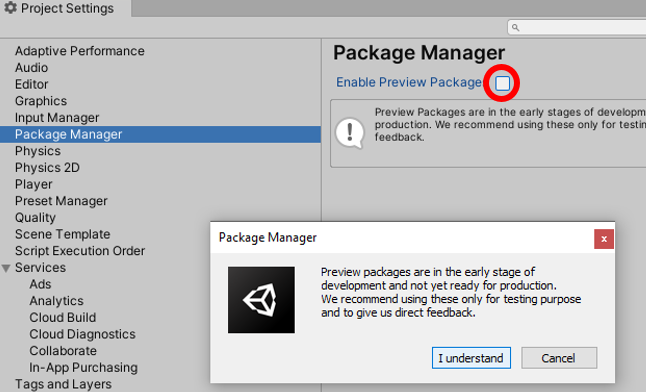 Project Settings
Adaptive Performance
Audio
Editor
Graphics
Input Manager
Package Manager
Physics
Physics 2D
Player
Preset Manager
Quality
Scene Template
Script Execution Order
Services
Ads
Analytics
Cloud Build
Cloud Diagnostics
Collaborate
In-App Purchasing
Tags and Layers
Package Manager
Enable Preview Package
Preview Packages are in the early stages of developm
production. We recommend using these only for testing
feedback.
Package Manager
x
Preview packages are in the early stage of
development and not yet ready for production.
We recommend using these only for testing purpose
and to give us direct feedback.
I understand
Cancel